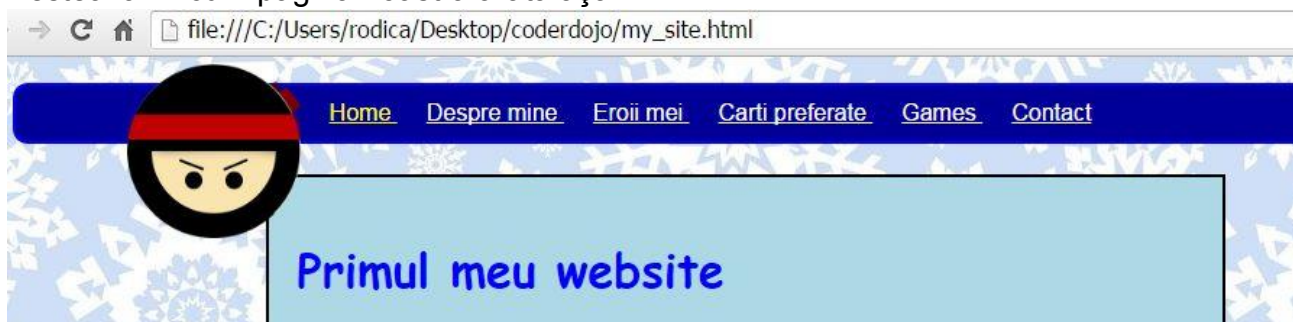 file:///C:/Users/rodica/Desktop/coderdojo/my_site.html
Home Despre mine Eroii mei Carti preferate Games Contact
Primul meu website